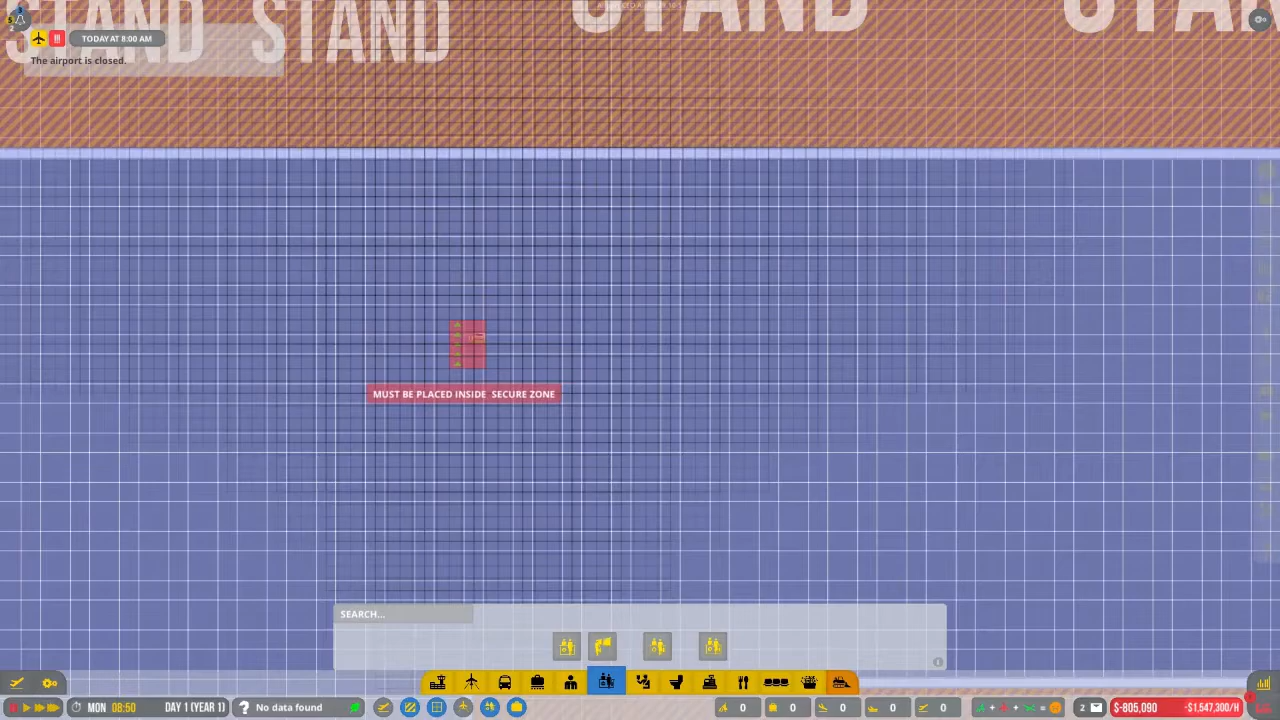 STAND STAND STAND STA
TODAY AT 8:00 AM
The airport is closed.
MUST BE PLACED INSIDE SECURE ZONE
SEARCH...
MON 08:50 DAY 1 (YEAR 1) No data found
0 0 0 0 0 2 $-805,090 -$1,547,300/H